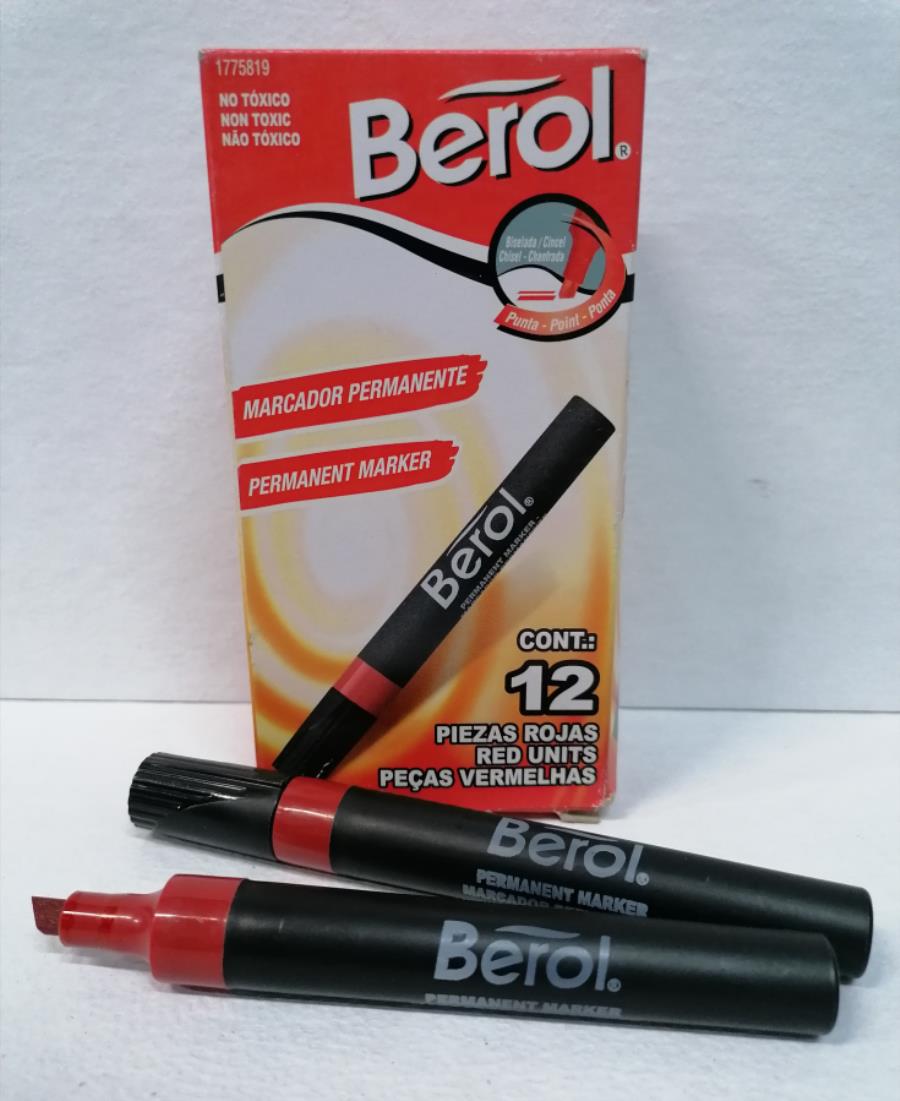 1775819
NO TÓXICO
NON TOXIC
NÃO TÓXICO
Berol®
Biselada / Cincel
Chisel - Chanfrada
Punta - Point - Ponta
MARCADOR PERMANENTE
PERMANENT MARKER
Berol®
PERMANENT MARKER
CONT.:
12
PIEZAS ROJAS
RED UNITS
PEÇAS VERMELHAS
Berol®
PERMANENT MARKER
MARCADOR
Berol®
PERMANENT MARKER